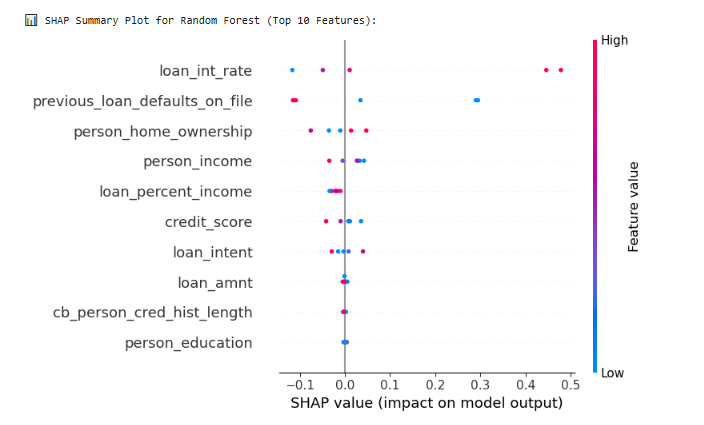 📊 SHAP Summary Plot for Random Forest (Top 10 Features):
High
loan_int_rate
previous_loan_defaults_on_file
person_home_ownership
person_income
loan_percent_income
credit_score
loan_intent
loan_amnt
cb_person_cred_hist_length
person_education
Feature value
Low
−0.1 0.0 0.1 0.2 0.3 0.4 0.5
SHAP value (impact on model output)